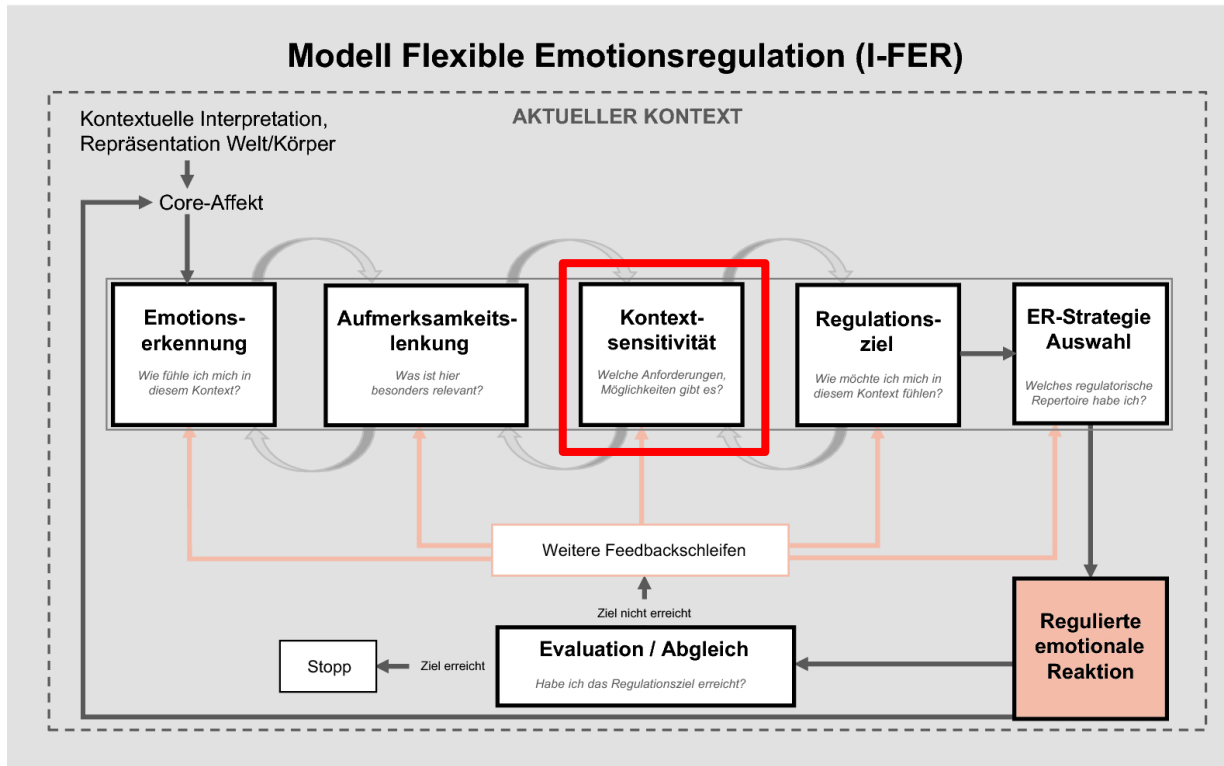 Modell Flexible Emotionsregulation (I-FER)
AKTUELLER KONTEXT
Kontextuelle Interpretation,
Repräsentation Welt/Körper
Core-Affekt
Emotions-
erkennung
Wie fühle ich mich in
diesem Kontext?
Aufmerksamkeits-
lenkung
Was ist hier
besonders relevant?
Kontext-
sensitivität
Welche Anforderungen,
Möglichkeiten gibt es?
Regulations-
ziel
Wie möchte ich mich in
diesem Kontext fühlen?
ER-Strategie
Auswahl
Welches regulatorische
Repertoire habe ich?
Weitere Feedbackschleifen
Ziel nicht erreicht
Evaluation / Abgleich
Habe ich das Regulationsziel erreicht?
Ziel erreicht
Stopp
Regulierte
emotionale
Reaktion